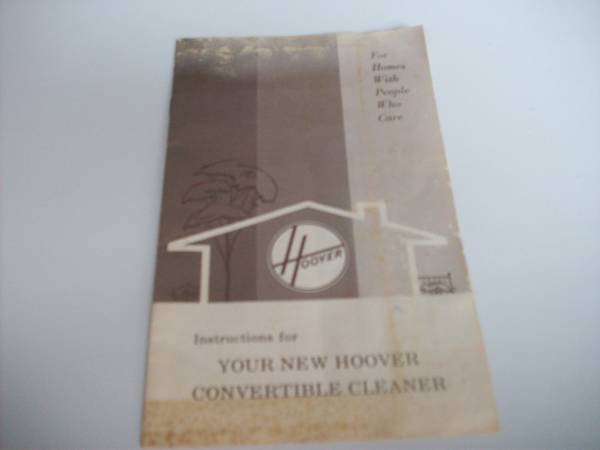 For
Homes
With
People
Who
Care
HOOVER
Instructions for
YOUR NEW HOOVER
CONVERTIBLE CLEANER